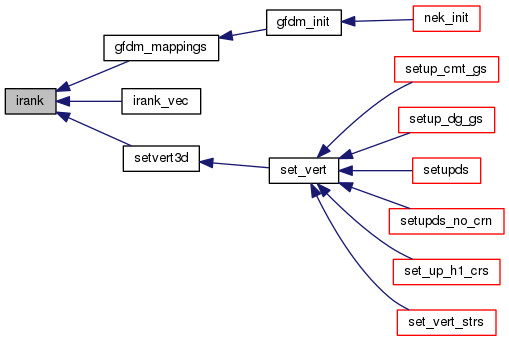 nek_init
gfdm_init
gfdm_mappings
setup_cmt_gs
irank
irank_vec
setup_dg_gs
setvert3d
set_vert
setupds
setupds_no_crn
set_up_h1_crs
set_vert_strs